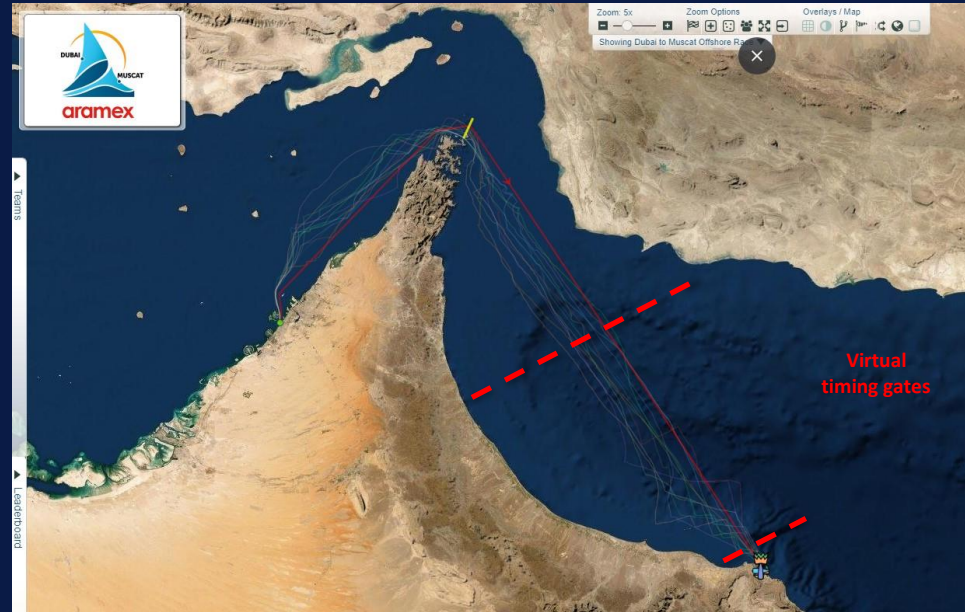 DUBAI
MUSCAT
aramex
Zoom: 5x
Zoom Options
Overlays / Map
Showing Dubai to Muscat Offshore Ra
Teams
Virtual
timing gates
Leaderboard